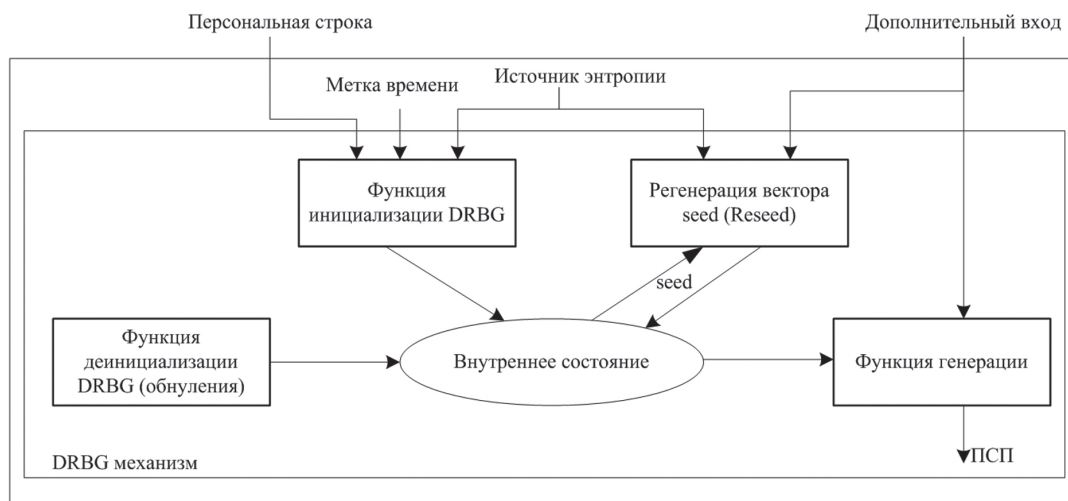 Персональная строка
Дополнительный вход
Источник энтропии
Метка времени
Функция
инициализации DRBG
Регенерация вектора
seed (Reseed)
seed
Функция
деинициализации
DRBG (обнуления)
Внутреннее состояние
Функция генерации
DRBG механизм
ПСП